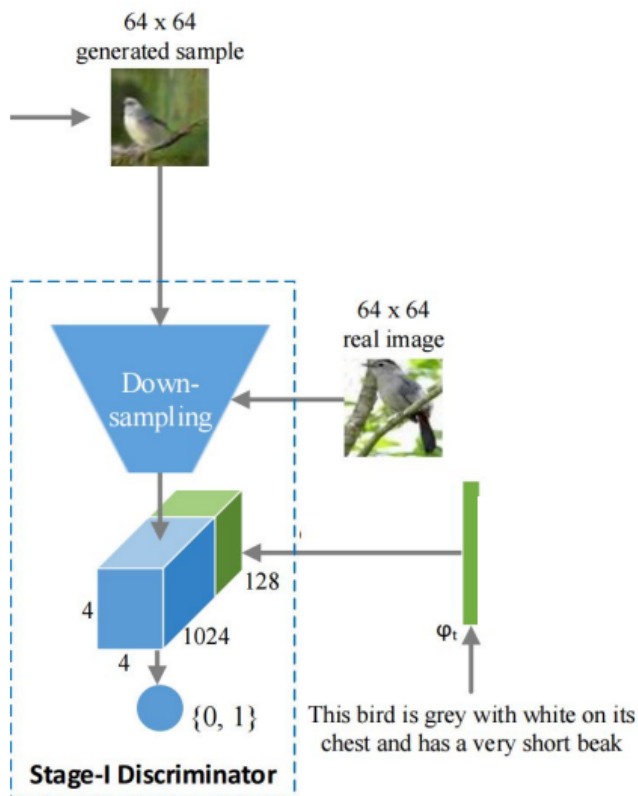 64 x 64
generated sample
64 x 64
real image
Down-
sampling
128
4
1024
4
φₜ
{0, 1}
This bird is grey with white on its
chest and has a very short beak
Stage-I Discriminator